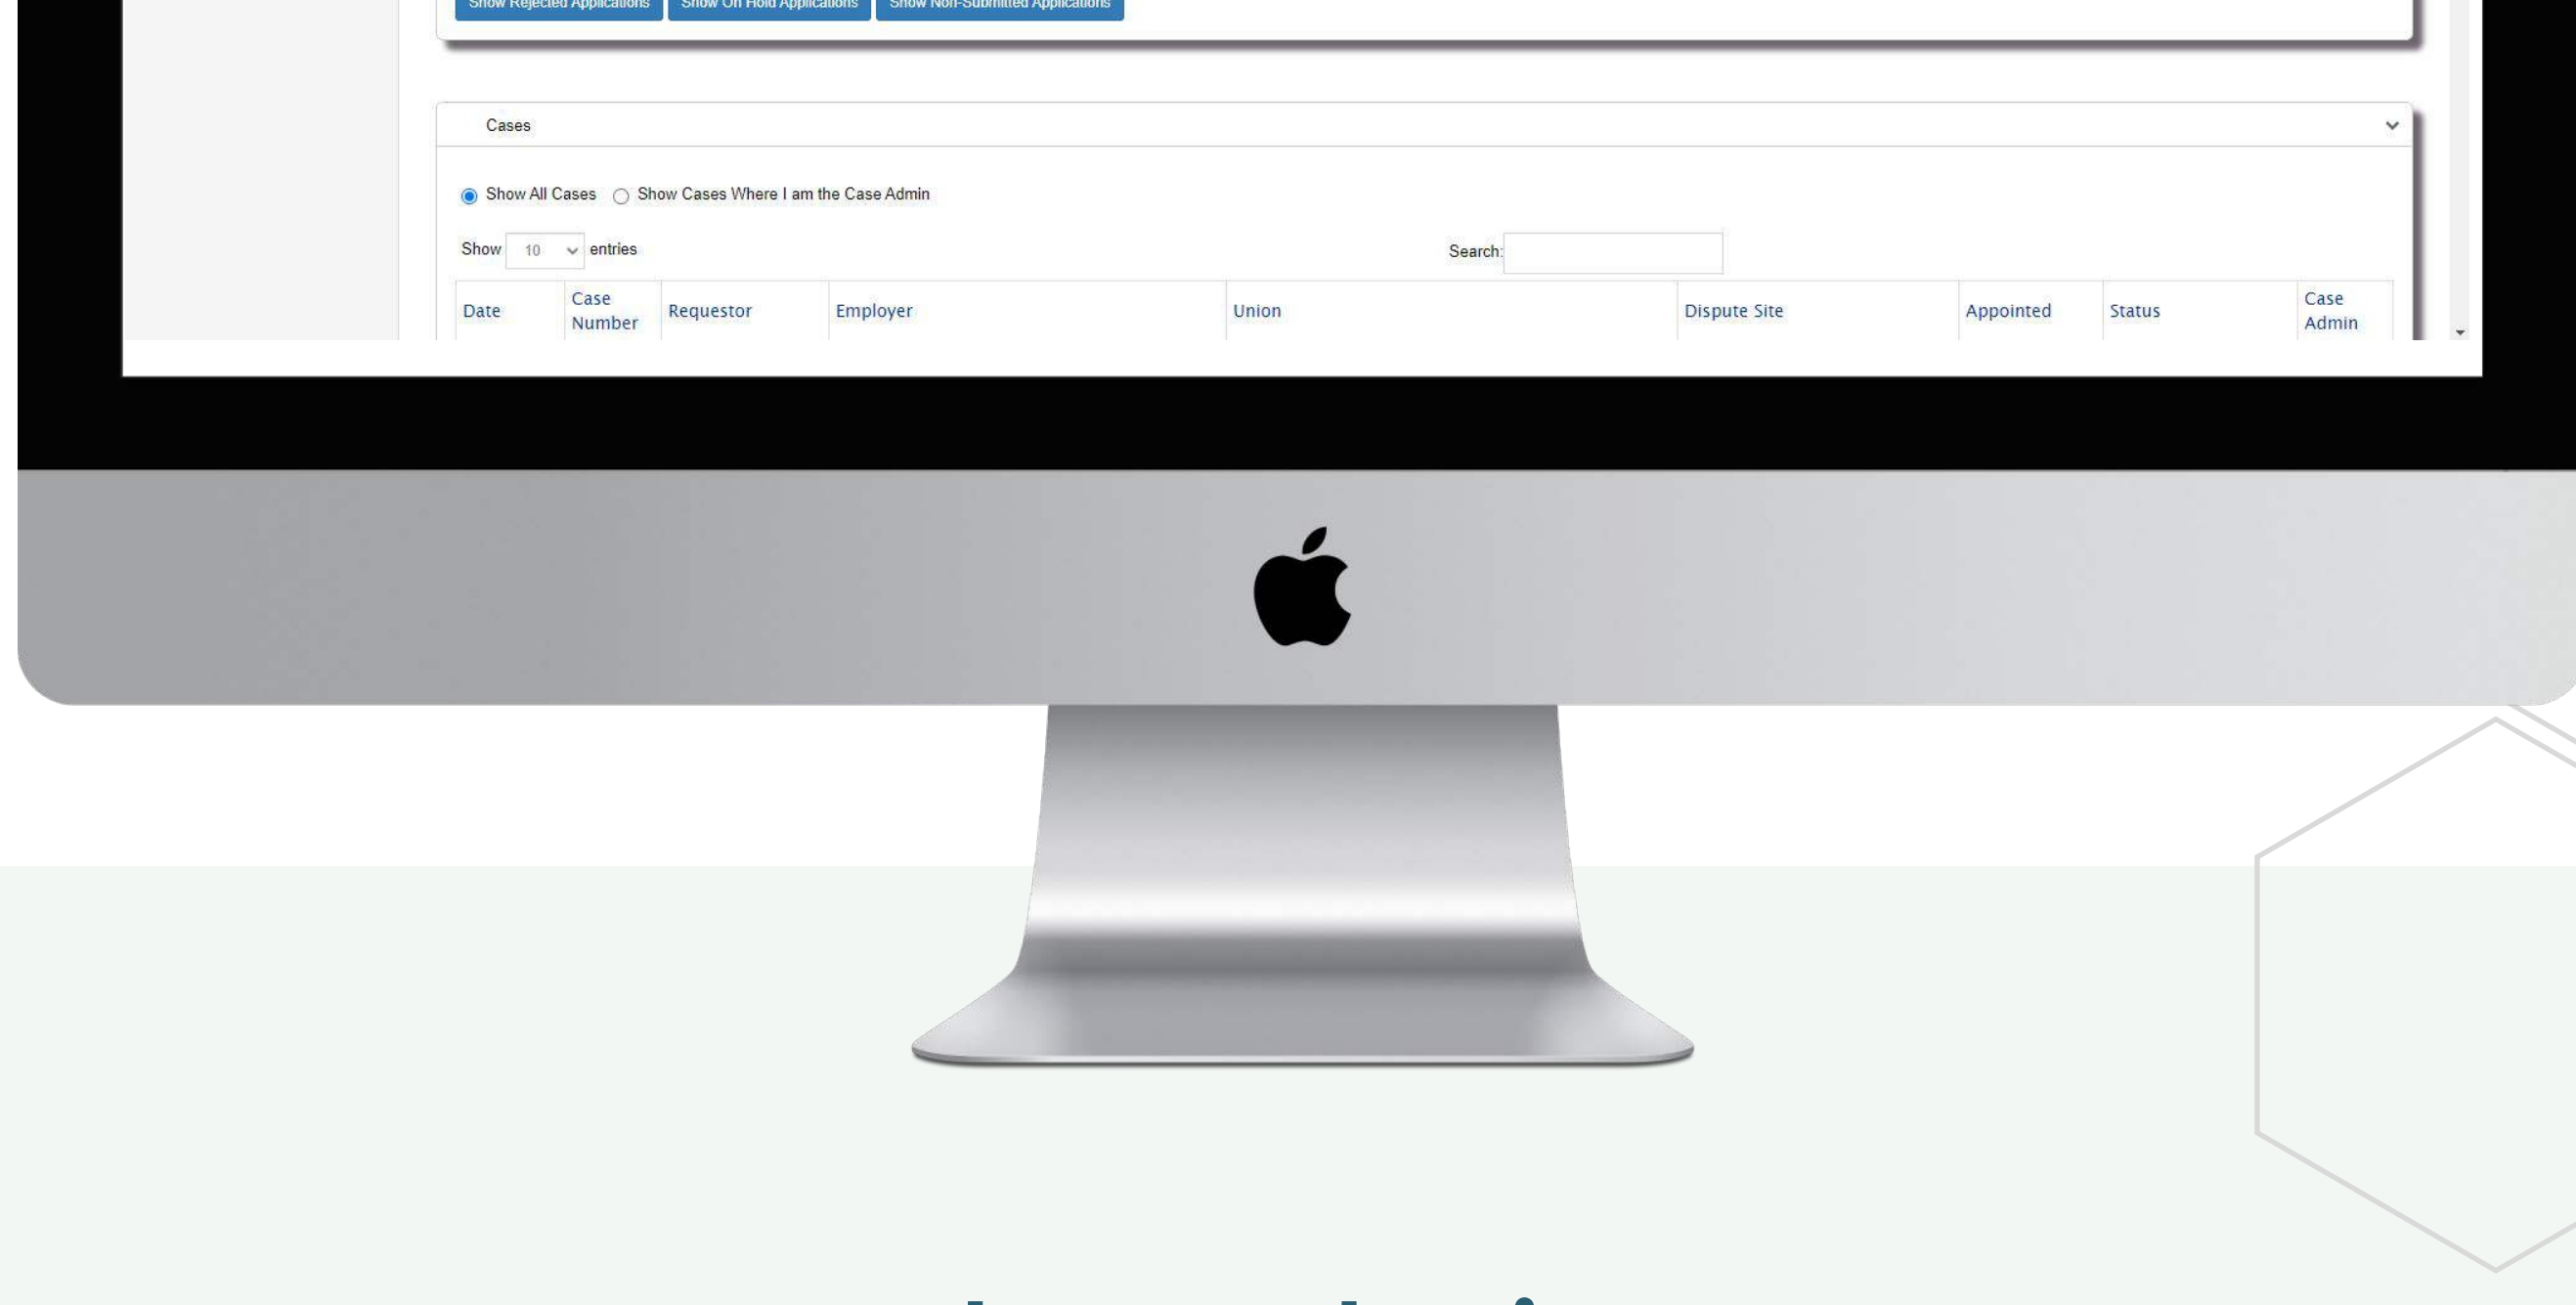 Show Rejected Applications Show On Hold Applications Show Non-Submitted Applications
Cases
Show All Cases Show Cases Where I am the Case Admin
Show 10 entries Search:
Date Case Number Requestor Employer Union Dispute Site Appointed Status Case Admin